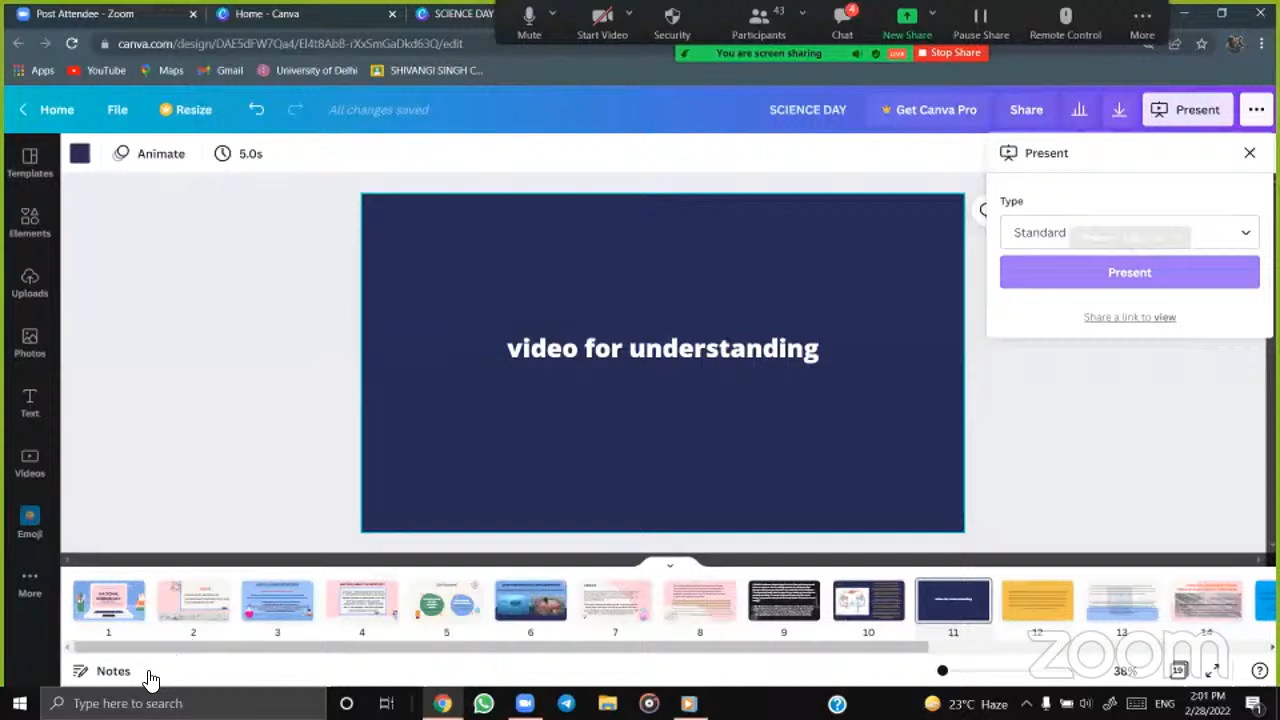 Post Attendee - Zoom
Home - Canva
SCIENCE DAY
Mute
Start Video
Security
43
Participants
4
Chat
New Share
Pause Share
Remote Control
More
canva.com/design/DAE5dFW7Qa4/El4t8Ab8-rXxSmGaDkd63Q/edit
You are screen sharing
LIVE
Stop Share
Apps
YouTube
Maps
Gmail
University of Delhi
SHIVANGI SINGH C...
Home
File
Resize
All changes saved
SCIENCE DAY
Get Canva Pro
Share
Present
Animate
5.0s
Present
Type
Standard
Present
Share a link to view
Templates
Elements
Uploads
Photos
Text
Videos
Emoji
More
video for understanding
1
2
3
4
5
6
7
8
9
10
11
12
13
14
Notes
38%
19
zoom
Type here to search
23°C Haze
ENG
2:01 PM
2/28/2022
1